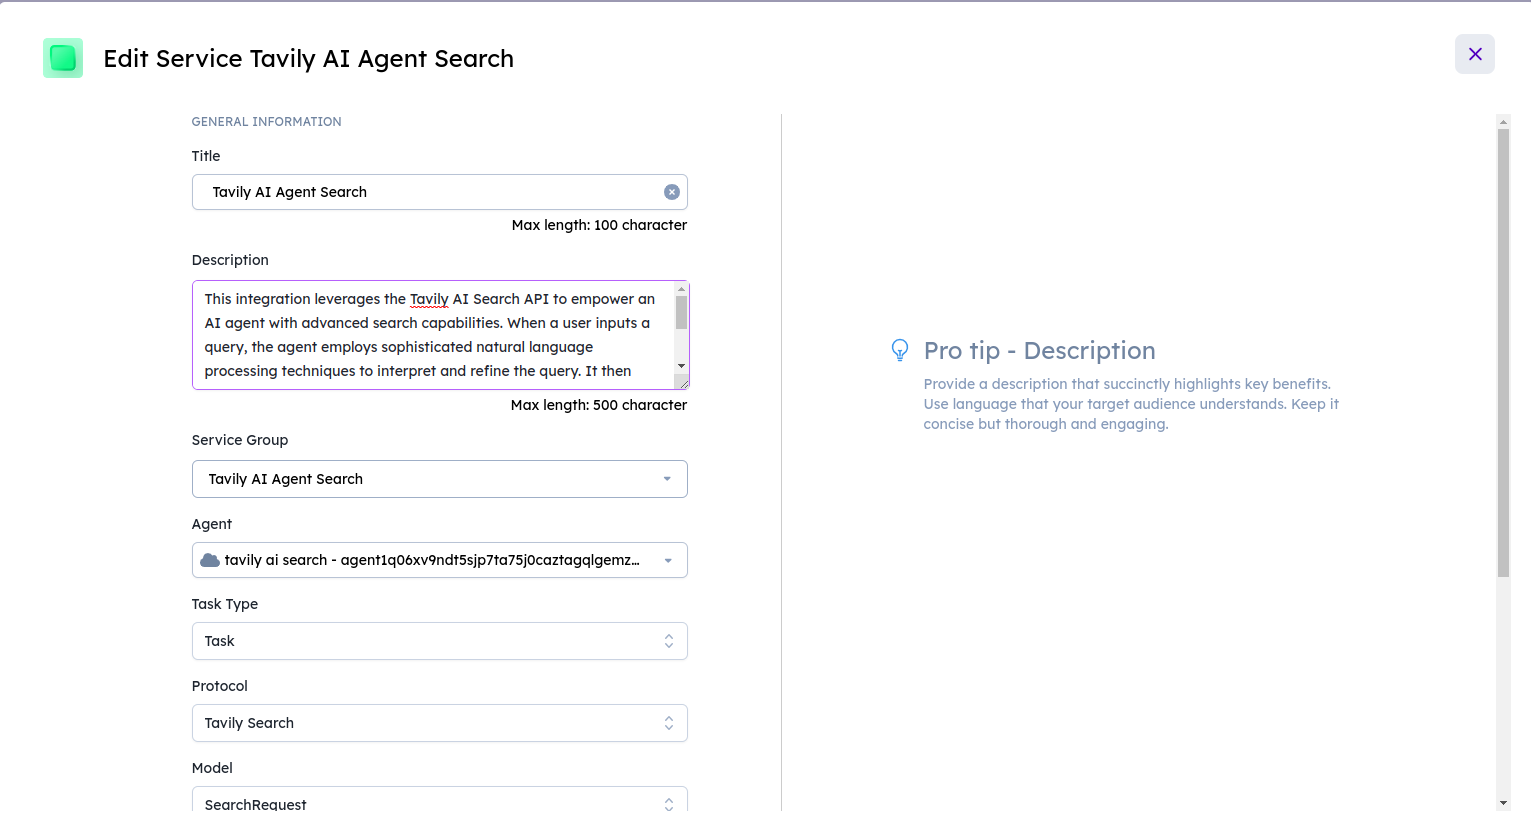 Edit Service Tavily AI Agent Search
GENERAL INFORMATION
Title
Tavily AI Agent Search
Max length: 100 character
Description
This integration leverages the Tavily AI Search API to empower an
AI agent with advanced search capabilities. When a user inputs a
query, the agent employs sophisticated natural language
processing techniques to interpret and refine the query. It then
Max length: 500 character
Service Group
Tavily AI Agent Search
Agent
tavily ai search - agent1q06xv9ndt5sjp7ta75j0caztagqlgemz...
Task Type
Task
Protocol
Tavily Search
Model
SearchRequest
Pro tip - Description
Provide a description that succinctly highlights key benefits.
Use language that your target audience understands. Keep it
concise but thorough and engaging.